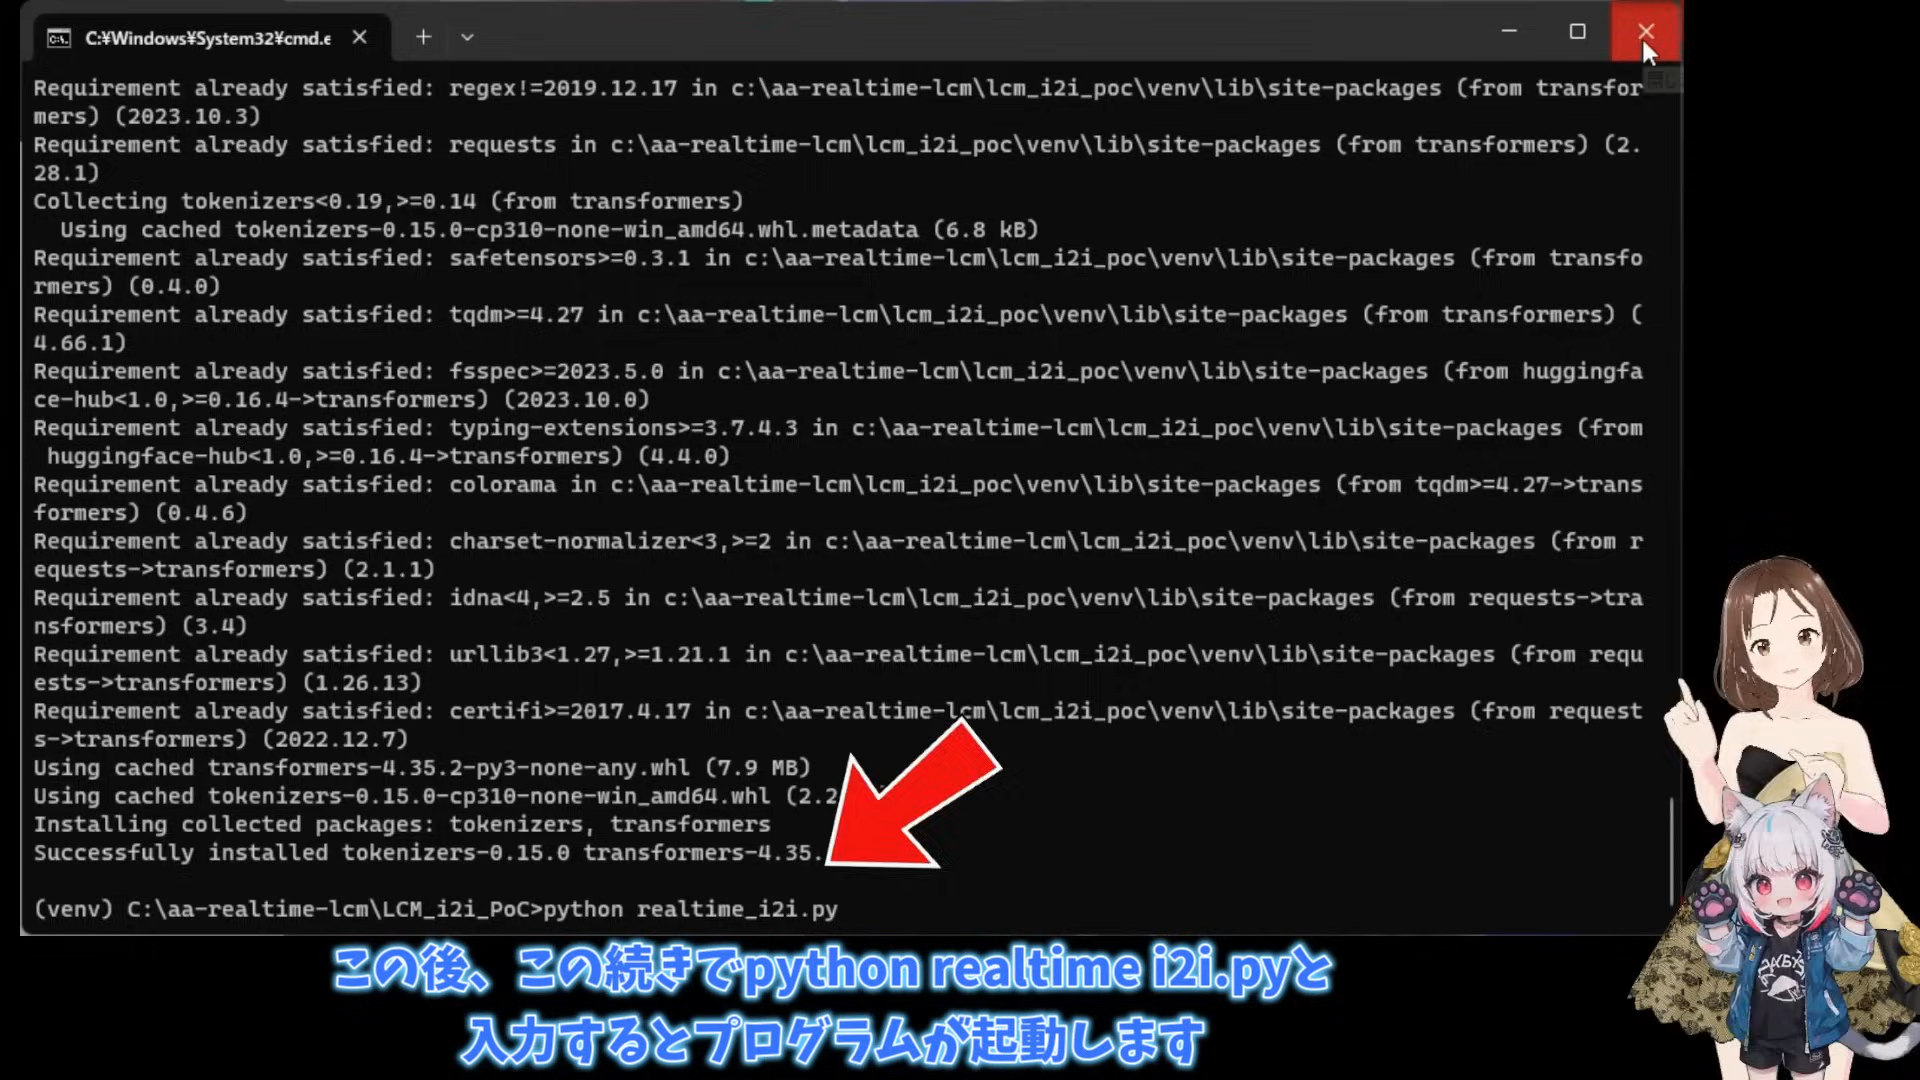 C:¥Windows¥System32¥cmd.e
Requirement already satisfied: regex!=2019.12.17 in c:\aa-realtime-lcm\lcm_i2i_poc\venv\lib\site-packages (from transfor
mers) (2023.10.3)
Requirement already satisfied: requests in c:\aa-realtime-lcm\lcm_i2i_poc\venv\lib\site-packages (from transformers) (2.
28.1)
Collecting tokenizers<0.19,>=0.14 (from transformers)
Using cached tokenizers-0.15.0-cp310-none-win_amd64.whl.metadata (6.8 kB)
Requirement already satisfied: safetensors>=0.3.1 in c:\aa-realtime-lcm\lcm_i2i_poc\venv\lib\site-packages (from transfo
rmers) (0.4.0)
Requirement already satisfied: tqdm>=4.27 in c:\aa-realtime-lcm\lcm_i2i_poc\venv\lib\site-packages (from transformers) (
4.66.1)
Requirement already satisfied: fsspec>=2023.5.0 in c:\aa-realtime-lcm\lcm_i2i_poc\venv\lib\site-packages (from huggingfa
ce-hub<1.0,>=0.16.4->transformers) (2023.10.0)
Requirement already satisfied: typing-extensions>=3.7.4.3 in c:\aa-realtime-lcm\lcm_i2i_poc\venv\lib\site-packages (from
huggingface-hub<1.0,>=0.16.4->transformers) (4.4.0)
Requirement already satisfied: colorama in c:\aa-realtime-lcm\lcm_i2i_poc\venv\lib\site-packages (from tqdm>=4.27->trans
formers) (0.4.6)
Requirement already satisfied: charset-normalizer<3,>=2 in c:\aa-realtime-lcm\lcm_i2i_poc\venv\lib\site-packages (from r
equests->transformers) (2.1.1)
Requirement already satisfied: idna<4,>=2.5 in c:\aa-realtime-lcm\lcm_i2i_poc\venv\lib\site-packages (from requests->tra
nsformers) (3.4)
Requirement already satisfied: urllib3<1.27,>=1.21.1 in c:\aa-realtime-lcm\lcm_i2i_poc\venv\lib\site-packages (from requ
ests->transformers) (1.26.13)
Requirement already satisfied: certifi>=2017.4.17 in c:\aa-realtime-lcm\lcm_i2i_poc\venv\lib\site-packages (from request
s->transformers) (2022.12.7)
Using cached transformers-4.35.2-py3-none-any.whl (7.9 MB)
Using cached tokenizers-0.15.0-cp310-none-win_amd64.whl (2.2
Installing collected packages: tokenizers, transformers
Successfully installed tokenizers-0.15.0 transformers-4.35.
(venv) C:\aa-realtime-lcm\LCM_i2i_PoC>python realtime_i2i.py
この後、この続きでpython realtime i2i.pyと
入力するとプログラムが起動します